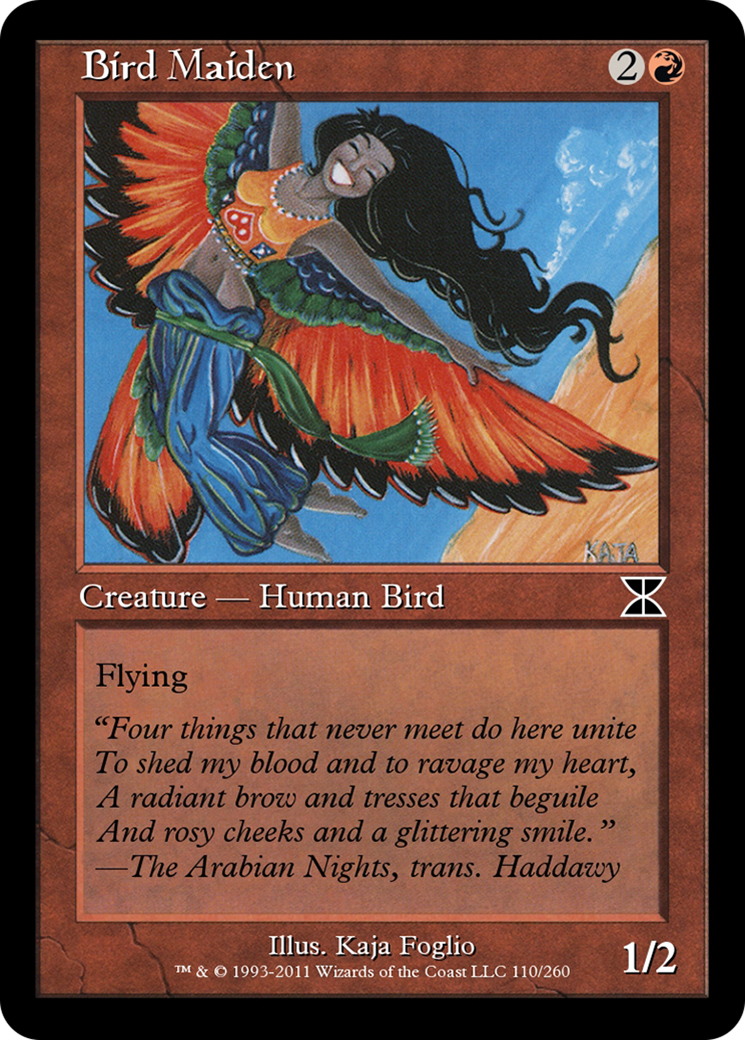 Bird Maiden 2
KAJA
Creature — Human Bird
Flying
“Four things that never meet do here unite
To shed my blood and to ravage my heart,
A radiant brow and tresses that beguile
And rosy cheeks and a glittering smile.”
—The Arabian Nights, trans. Haddawy
Illus. Kaja Foglio
™ & © 1993-2011 Wizards of the Coast LLC 110/260
1/2